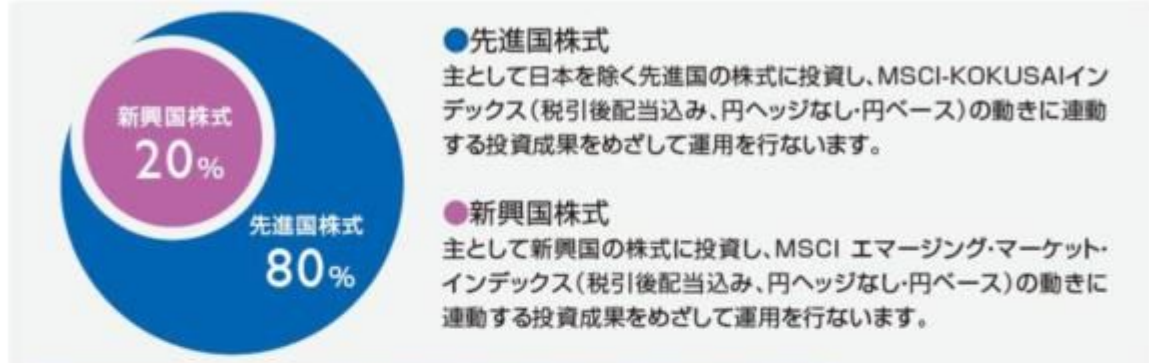 新興国株式
20%
先進国株式
80%
●先進国株式
主として日本を除く先進国の株式に投資し、MSCI-KOKUSAIイン
デックス（税引後配当込み、円ヘッジなし・円ベース）の動きに連動
する投資成果をめざして運用を行ないます。
●新興国株式
主として新興国の株式に投資し、MSCI エマージング・マーケット・
インデックス（税引後配当込み、円ヘッジなし・円ベース）の動きに
連動する投資成果をめざして運用を行ないます。